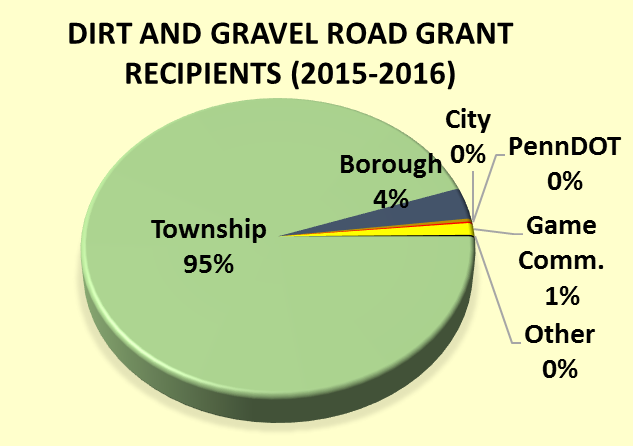 DIRT AND GRAVEL ROAD GRANT
RECIPIENTS (2015-2016)
City
0%
PennDOT
0%
Borough
4%
Township
95%
Game
Comm.
1%
Other
0%